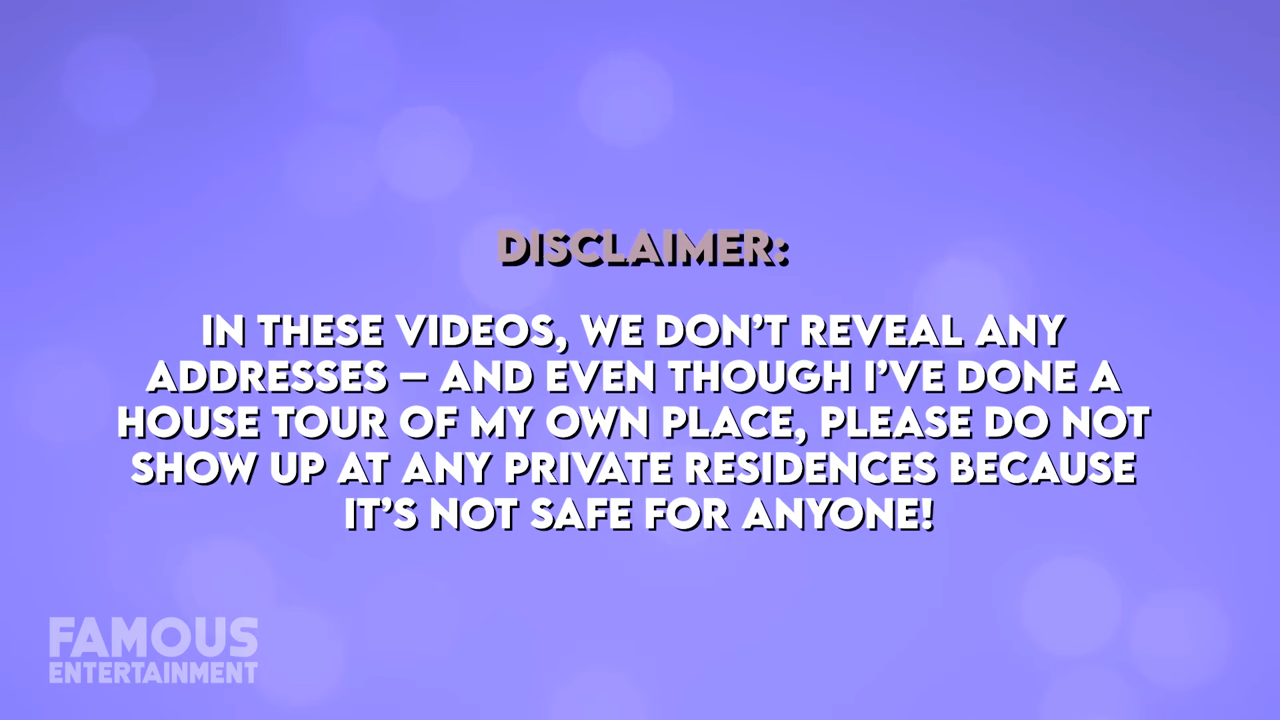 DISCLAIMER:
IN THESE VIDEOS, WE DON'T REVEAL ANY
ADDRESSES – AND EVEN THOUGH I'VE DONE A
HOUSE TOUR OF MY OWN PLACE, PLEASE DO NOT
SHOW UP AT ANY PRIVATE RESIDENCES BECAUSE
IT'S NOT SAFE FOR ANYONE!
FAMOUS
ENTERTAINMENT